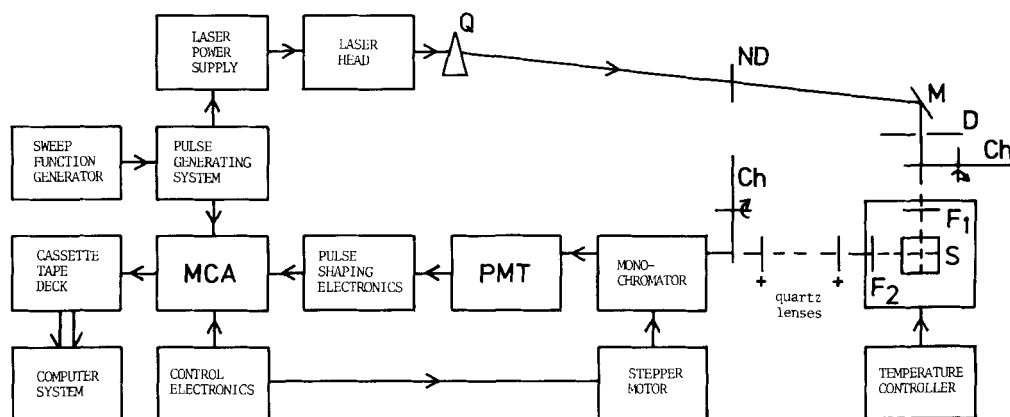 LASER
POWER
SUPPLY
LASER
HEAD
Q
ND
M
D
Ch
SWEEP
FUNCTION
GENERATOR
PULSE
GENERATING
SYSTEM
Ch
F1
S
F2
CASSETTE
TAPE
DECK
MCA
PULSE
SHAPING
ELECTRONICS
PMT
MONO-
CHROMATOR
+ +
quartz
lenses
COMPUTER
SYSTEM
CONTROL
ELECTRONICS
STEPPER
MOTOR
TEMPERATURE
CONTROLLER